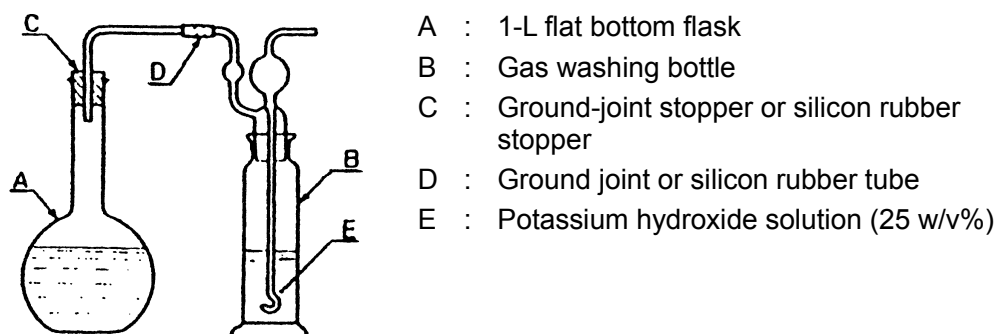 C
D
A
B
E
A : 1-L flat bottom flask
B : Gas washing bottle
C : Ground-joint stopper or silicon rubber
stopper
D : Ground joint or silicon rubber tube
E : Potassium hydroxide solution (25 w/v%)